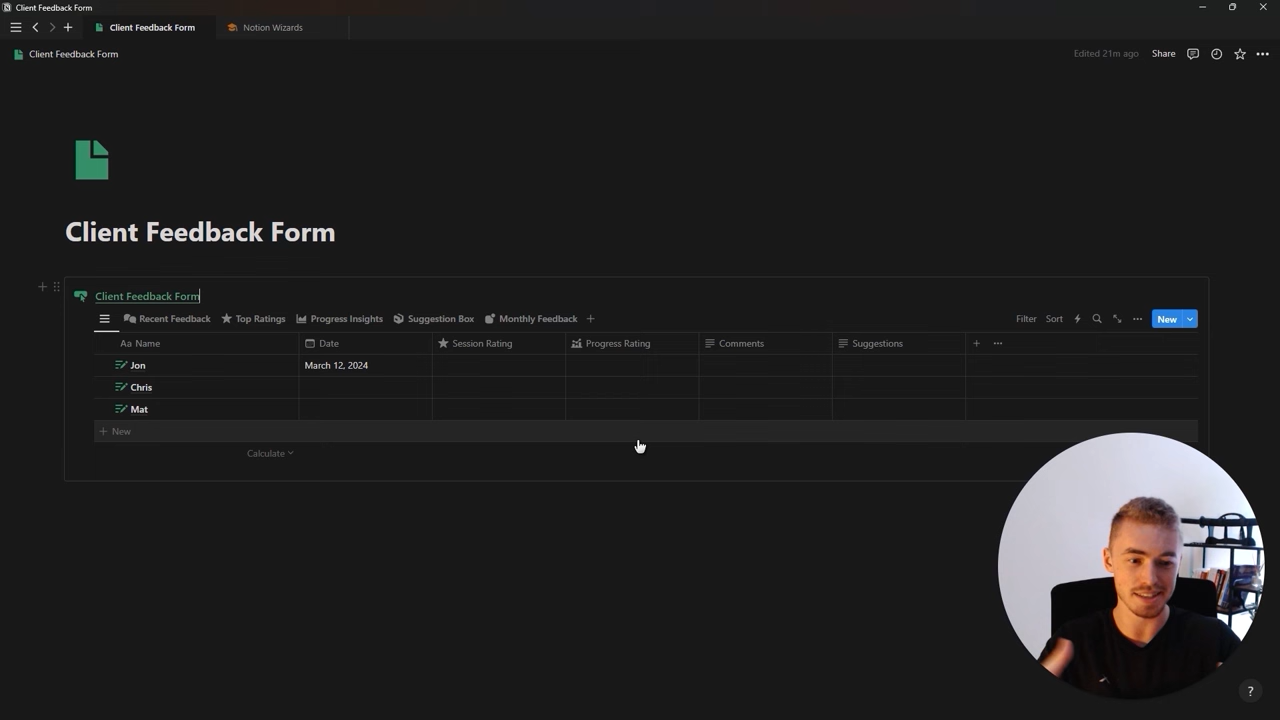 Client Feedback Form
Client Feedback Form
Notion Wizards
Client Feedback Form
Edited 21m ago
Share
Client Feedback Form
Client Feedback Form
Recent Feedback
Top Ratings
Progress Insights
Suggestion Box
Monthly Feedback
Filter
Sort
New
Aa Name
Date
Session Rating
Progress Rating
Comments
Suggestions
Jon
March 12, 2024
Chris
Mat
+ New
Calculate
?